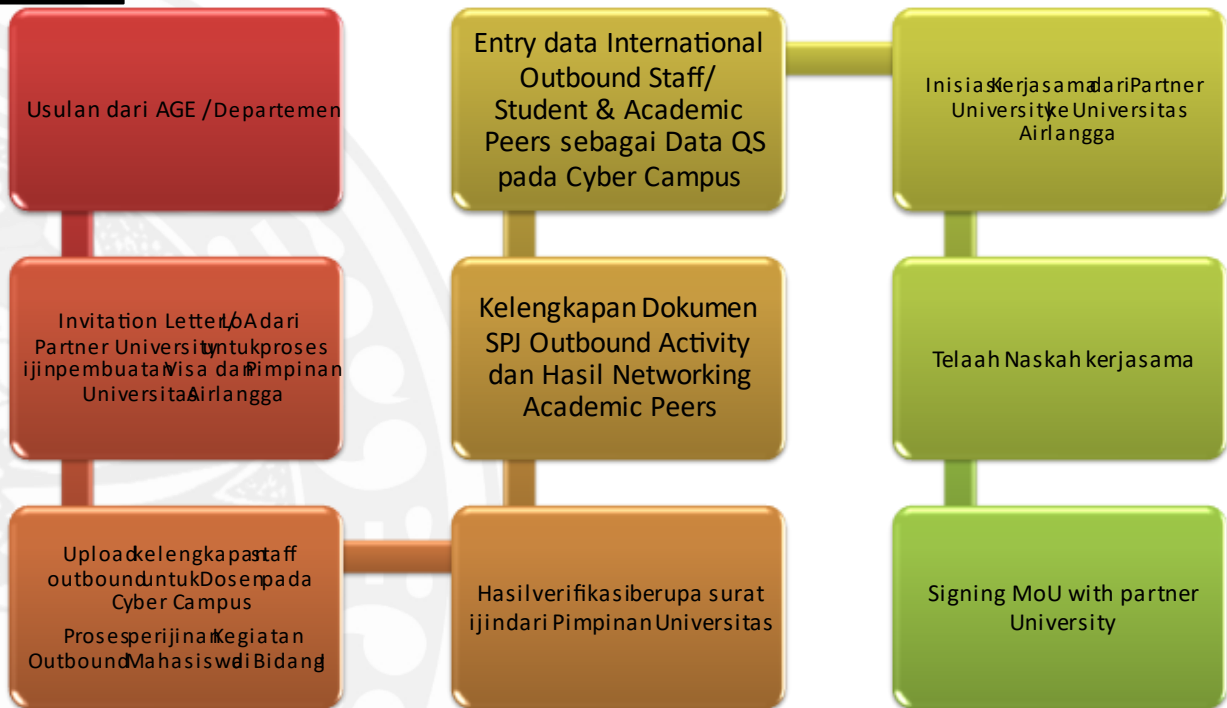 Usulan dari AGE / Departemen
Invitation Letter/LoA dari
Partner University untuk proses
ijin pembuatan Visa dan Pimpinan
Universitas Airlangga
Upload kelengkapan staff
outbound untuk Dosen pada
Cyber Campus
Proses perijinan Kegiatan
Outbound Mahasiswa di Bidang I
Hasil verifikasi berupa surat
ijin dari Pimpinan Universitas
Kelengkapan Dokumen
SPJ Outbound Activity
dan Hasil Networking
Academic Peers
Entry data International
Outbound Staff/
Student & Academic
Peers sebagai Data QS
pada Cyber Campus
Inisiasi Kerjasama dari Partner
University ke Universitas
Airlangga
Telaah Naskah kerjasama
Signing MoU with partner
University